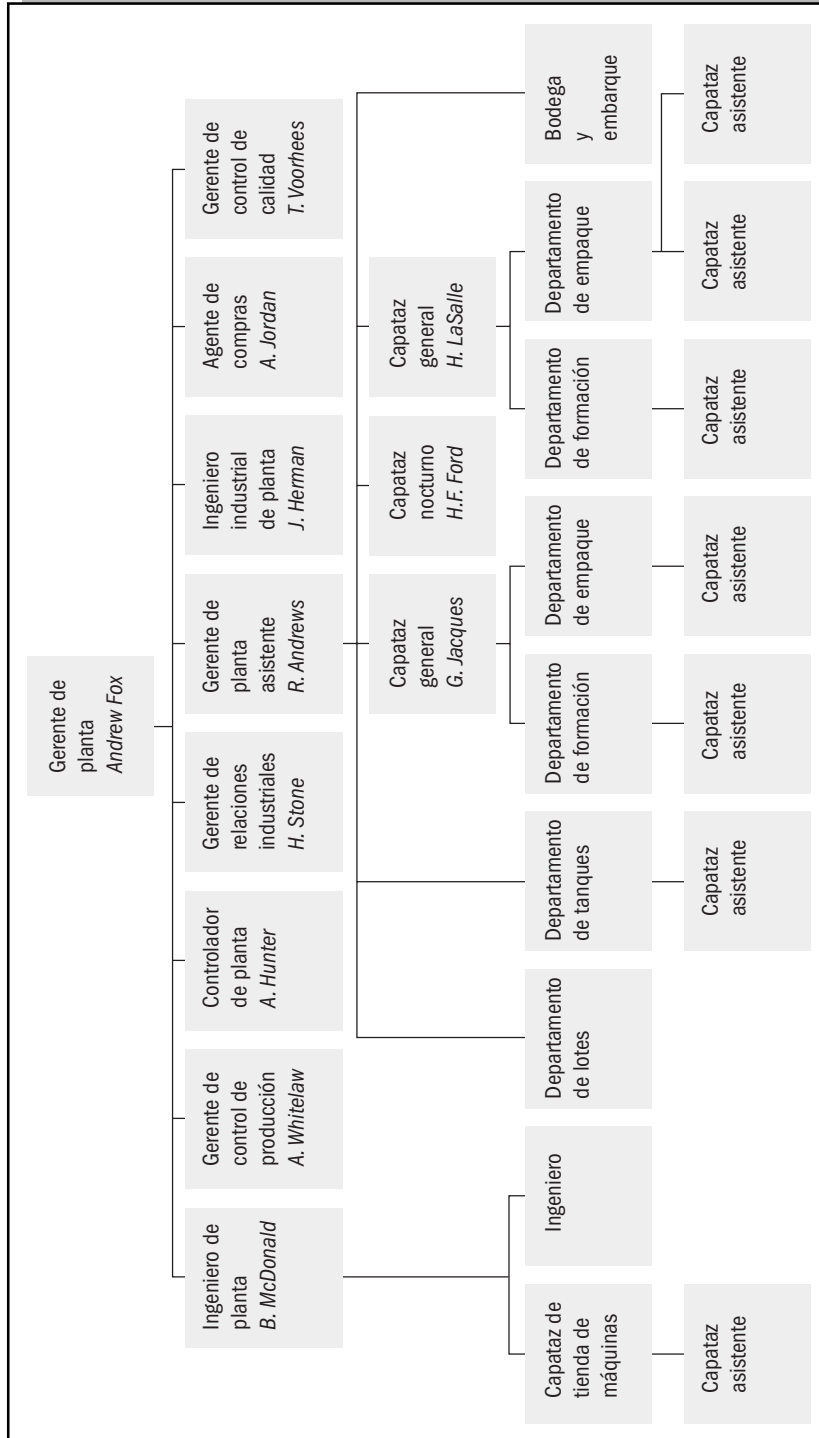 Gerente de
planta
Andrew Fox
Ingeniero de
planta
B. McDonald
Gerente de
control de
producción
A. Whitelaw
Controlador
de planta
A. Hunter
Gerente de
relaciones
industriales
H. Stone
Gerente de
planta
asistente
R. Andrews
Ingeniero
industrial
de planta
J. Herman
Agente de
compras
A. Jordan
Gerente de
control de
calidad
T. Voorhees
Capataz
general
G. Jacques
Capataz
nocturno
H.F. Ford
Capataz
general
H. LaSalle
Capataz de
tienda de
máquinas
Ingeniero
Departamento
de lotes
Departamento
de tanques
Departamento
de formación
Departamento
de empaque
Departamento
de formación
Departamento
de empaque
Bodega
y
embarque
Capataz
asistente
Capataz
asistente
Capataz
asistente
Capataz
asistente
Capataz
asistente
Capataz
asistente
Capataz
asistente